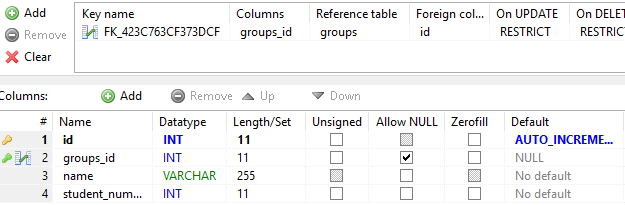 Add
Key name Columns Reference table Foreign col... On UPDATE On DELET
Remove
FK_423C763CF373DCF groups_id groups id RESTRICT RESTRICT
Clear
Columns: Add Remove Up Down
# Name Datatype Length/Set Unsigned Allow NULL Zerofill Default
1 id INT 11 AUTO_INCREME...
2 groups_id INT 11 NULL
3 name VARCHAR 255 No default
4 student_num... INT 11 No default